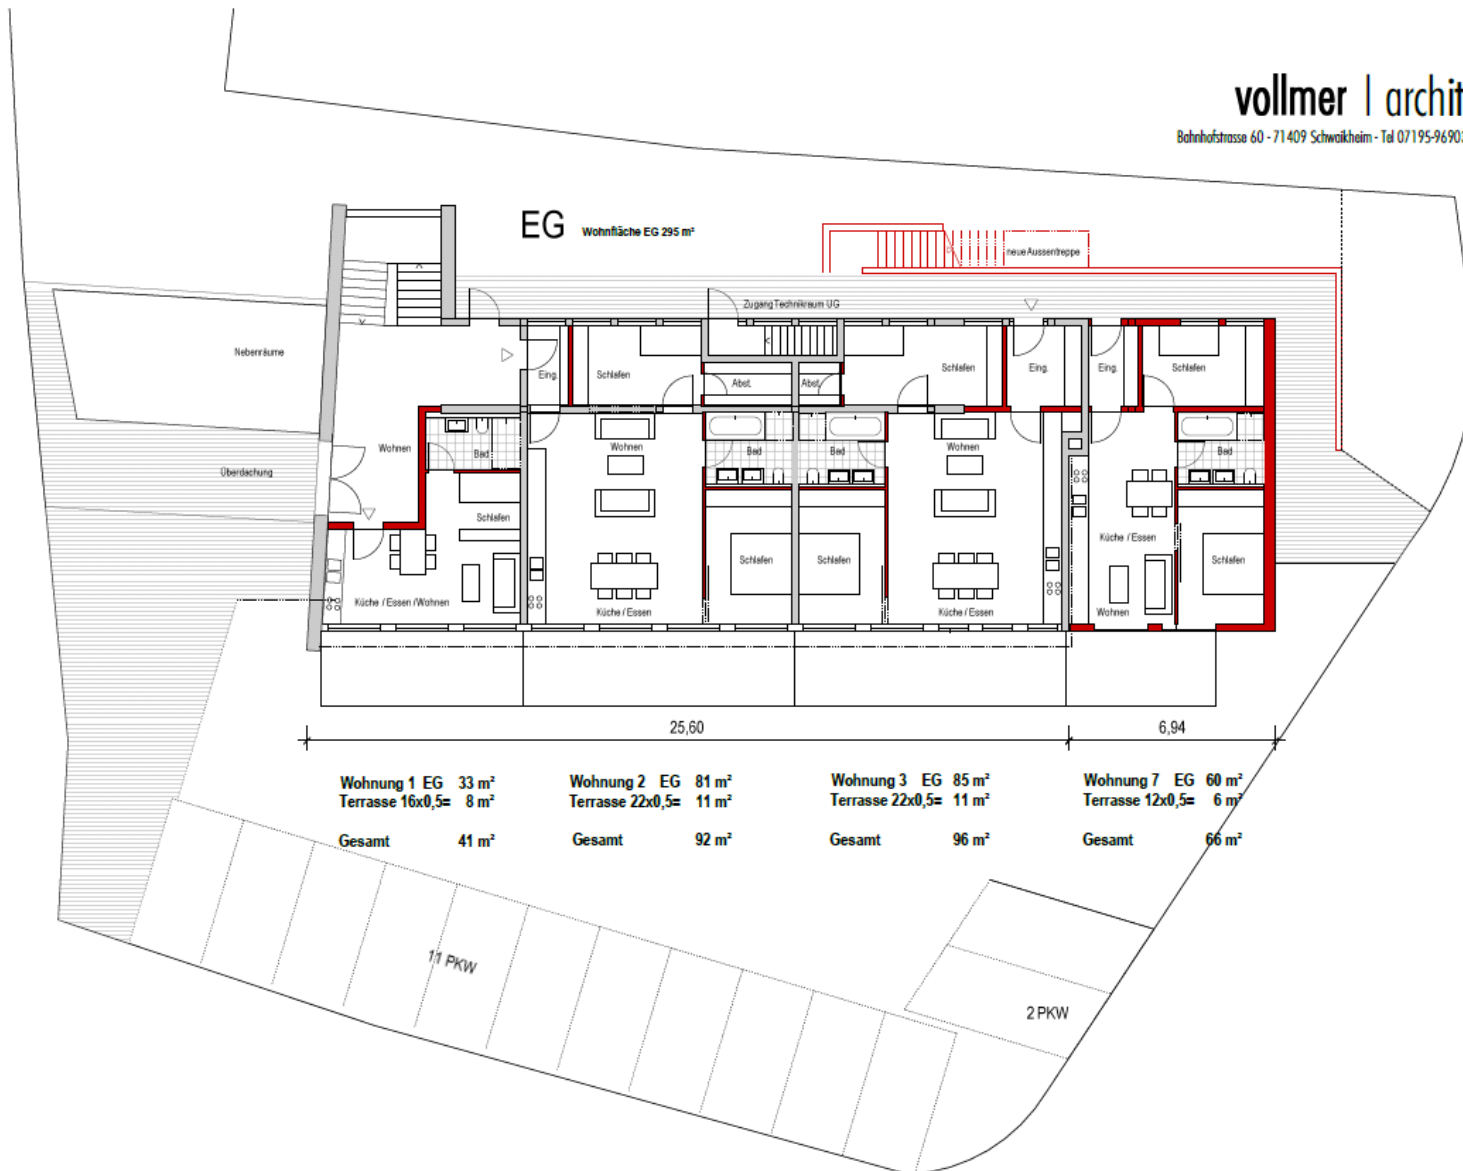 vollmer | archit
Bahnhofstrasse 60 - 71409 Schwaikheim - Tel 07195-9690
EG Wohnfläche EG 295 m²
neue Aussentreppe
Zugang Technikraum UG
Nebenräume
Eing.
Schlafen
Abst.
Abst.
Schlafen
Eing.
Eing.
Schlafen
Wohnen
Bad
Wohnen
Bad
Bad
Wohnen
Bad
Überdachung
Schlafen
Küche / Essen
Schlafen
Schlafen
Schlafen
Küche / Essen /Wohnen
Küche / Essen
Küche / Essen
Wohnen
25,60
6,94
Wohnung 1 EG 33 m²
Terrasse 16x0,5= 8 m²
Gesamt 41 m²
Wohnung 2 EG 81 m²
Terrasse 22x0,5= 11 m²
Gesamt 92 m²
Wohnung 3 EG 85 m²
Terrasse 22x0,5= 11 m²
Gesamt 96 m²
Wohnung 7 EG 60 m²
Terrasse 12x0,5= 6 m²
Gesamt 66 m²
11 PKW
2 PKW